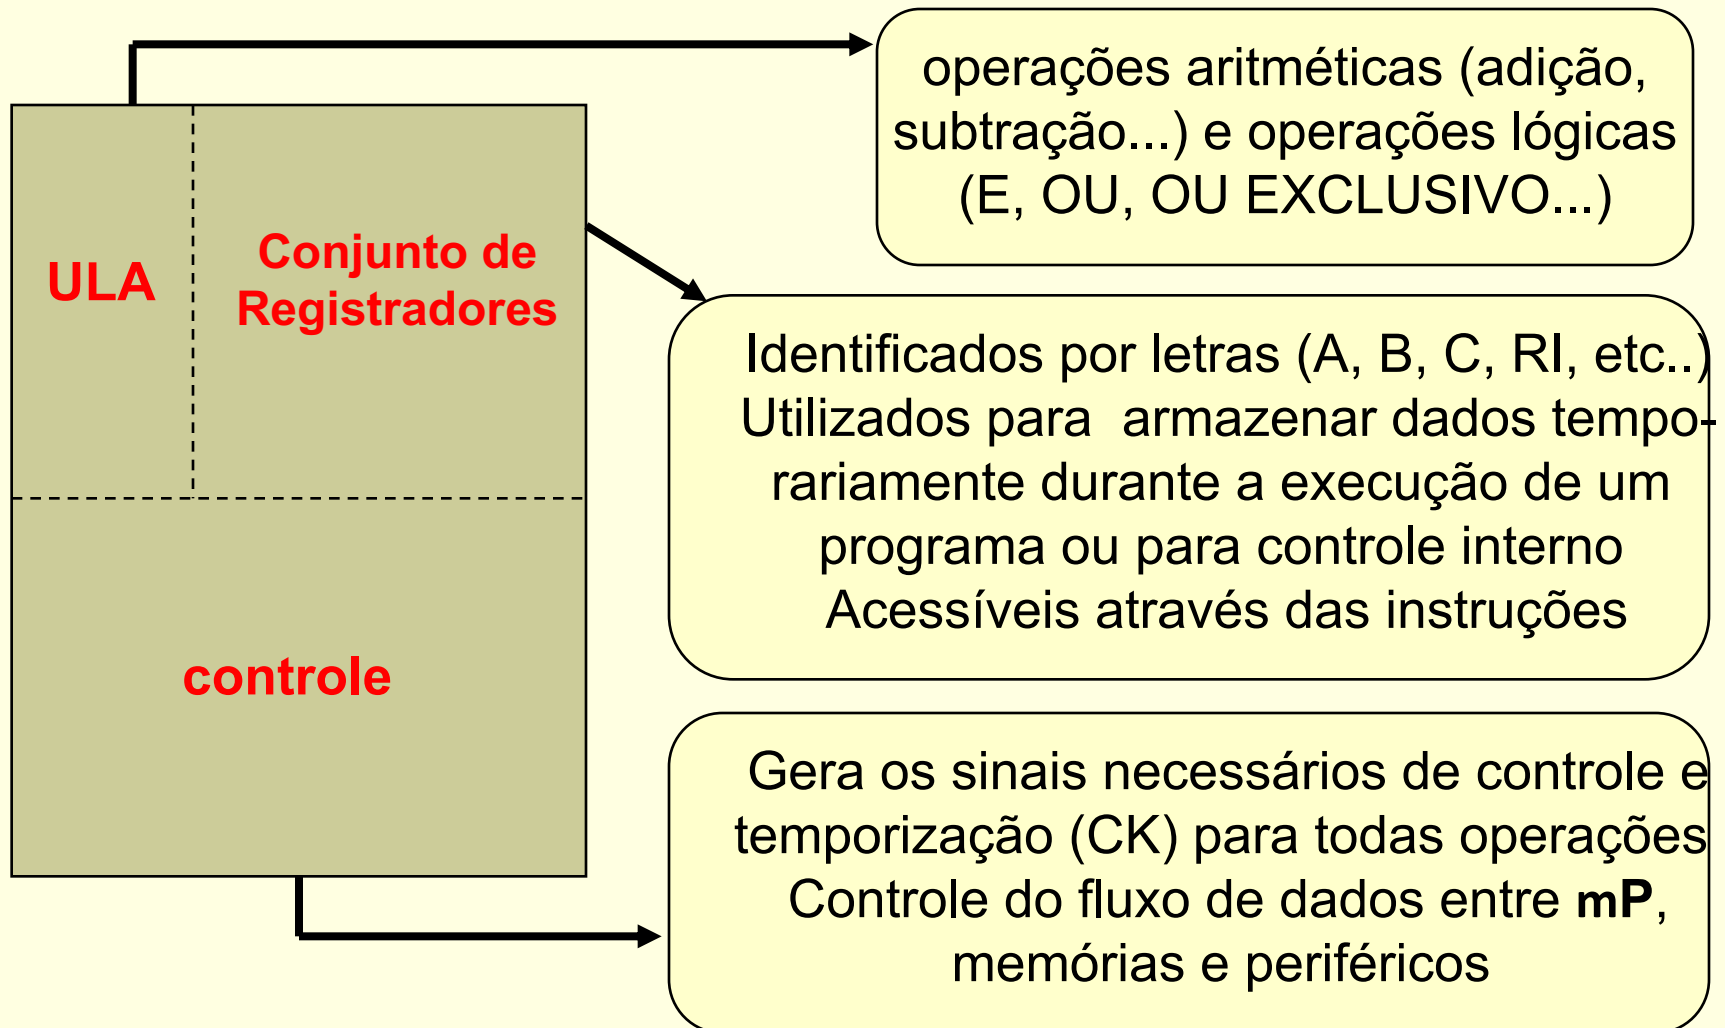 operações aritméticas (adição,
subtração...) e operações lógicas
(E, OU, OU EXCLUSIVO...)
ULA
Conjunto de
Registradores
Identificados por letras (A, B, C, RI, etc..)
Utilizados para  armazenar dados tempo-
rariamente durante a execução de um
programa ou para controle interno
Acessíveis através das instruções
controle
Gera os sinais necessários de controle e
temporização (CK) para todas operações
Controle do fluxo de dados entre mP,
memórias e periféricos